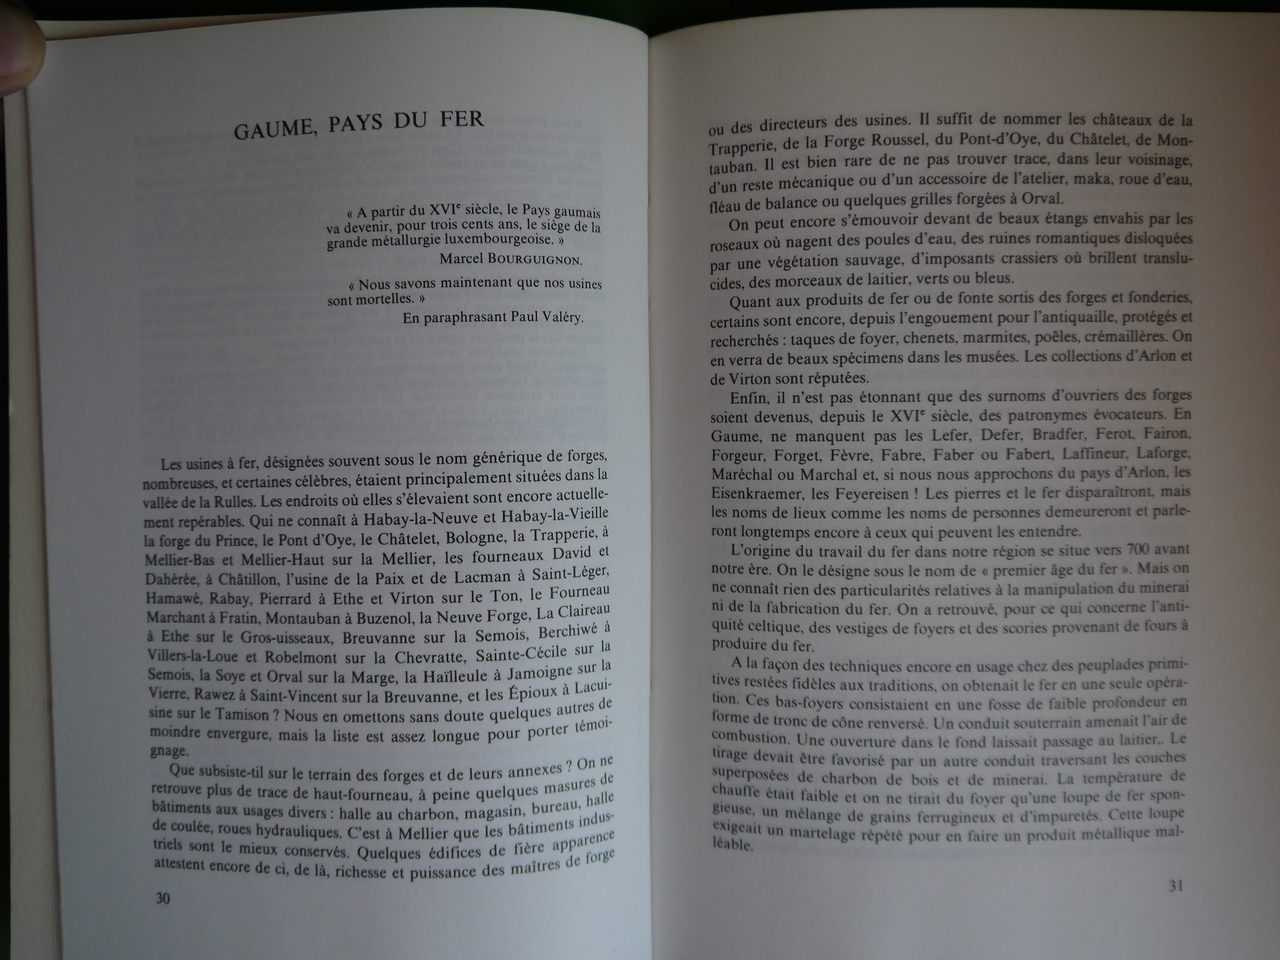 GAUME, PAYS DU FER
« A partir du XVIe siècle, le Pays gaumais
va devenir, pour trois cents ans, le siège de la
grande métallurgie luxembourgeoise. »
Marcel BOURGUIGNON.
« Nous savons maintenant que nos usines
sont mortelles. »
En paraphrasant Paul Valéry.
Les usines à fer, désignées souvent sous le nom générique de forges,
nombreuses, et certaines célèbres, étaient principalement situées dans la
vallée de la Rulles. Les endroits où elles s'élevaient sont encore actuelle-
ment repérables. Qui ne connaît à Habay-la-Neuve et Habay-la-Vieille
la forge du Prince, le Pont d'Oye, le Châtelet, Bologne, la Trapperie, à
Mellier-Bas et Mellier-Haut sur la Mellier, les fourneaux David et
Dahérée, à Châtillon, l'usine de la Paix et de Lacman à Saint-Léger,
Hamawé, Rabay, Pierrard à Ethe et Virton sur le Ton, le Fourneau
Marchant à Fratin, Montauban à Buzenol, la Neuve Forge, La Claireau
à Ethe sur le Gros-uisseaux, Breuvanne sur la Semois, Berchiwé à
Villers-la-Loue et Robelmont sur la Chevratte, Sainte-Cécile sur la
Semois, la Soye et Orval sur la Marge, la Haïlleule à Jamoigne sur la
Vierre, Rawez à Saint-Vincent sur la Breuvanne, et les Épioux à Lacui-
sine sur le Tamison ? Nous en omettons sans doute quelques autres de
moindre envergure, mais la liste est assez longue pour porter témoi-
gnage.
Que subsiste-til sur le terrain des forges et de leurs annexes ? On ne
retrouve plus de trace de haut-fourneau, à peine quelques masures de
bâtiments aux usages divers : halle au charbon, magasin, bureau, halle
de coulée, roues hydrauliques. C'est à Mellier que les bâtiments indus-
triels sont le mieux conservés. Quelques édifices de fière apparence
attestent encore de ci, de là, richesse et puissance des maîtres de forge
30
ou des directeurs des usines. Il suffit de nommer les châteaux de la
Trapperie, de la Forge Roussel, du Pont-d'Oye, du Châtelet, de Mon-
tauban. Il est bien rare de ne pas trouver trace, dans leur voisinage,
d'un reste mécanique ou d'un accessoire de l'atelier, maka, roue d'eau,
fléau de balance ou quelques grilles forgées à Orval.
On peut encore s'émouvoir devant de beaux étangs envahis par les
roseaux où nagent des poules d'eau, des ruines romantiques disloquées
par une végétation sauvage, d'imposants crassiers où brillent translu-
cides, des morceaux de laitier, verts ou bleus.
Quant aux produits de fer ou de fonte sortis des forges et fonderies,
certains sont encore, depuis l'engouement pour l'antiquaille, protégés et
recherchés : taques de foyer, chenets, marmites, poêles, crémaillères. On
en verra de beaux spécimens dans les musées. Les collections d'Arlon et
de Virton sont réputées.
Enfin, il n'est pas étonnant que des surnoms d'ouvriers des forges
soient devenus, depuis le XVIe siècle, des patronymes évocateurs. En
Gaume, ne manquent pas les Lefer, Defer, Bradfer, Ferot, Fairon,
Forgeur, Forget, Fèvre, Fabre, Faber ou Fabert, Laffineur, Laforge,
Maréchal ou Marchal et, si nous nous approchons du pays d'Arlon, les
Eisenkraemer, les Feyereisen ! Les pierres et le fer disparaîtront, mais
les noms de lieux comme les noms de personnes demeureront et parle-
ront longtemps encore à ceux qui peuvent les entendre.
L'origine du travail du fer dans notre région se situe vers 700 avant
notre ère. On le désigne sous le nom de « premier âge du fer ». Mais on
ne connaît rien des particularités relatives à la manipulation du minerai
ni de la fabrication du fer. On a retrouvé, pour ce qui concerne l'anti-
quité celtique, des vestiges de foyers et des scories provenant de fours à
produire du fer.
A la façon des techniques encore en usage chez des peuplades primi-
tives restées fidèles aux traditions, on obtenait le fer en une seule opéra-
tion. Ces bas-foyers consistaient en une fosse de faible profondeur en
forme de tronc de cône renversé. Un conduit souterrain amenait l'air de
combustion. Une ouverture dans le fond laissait passage au laitier,. Le
tirage devait être favorisé par un autre conduit traversant les couches
superposées de charbon de bois et de minerai. La température de
chauffe était faible et on ne tirait du foyer qu'une loupe de fer spon-
gieuse, un mélange de grains ferrugineux et d'impuretés. Cette loupe
exigeait un martelage répété pour en faire un produit métallique mal-
léable.
31